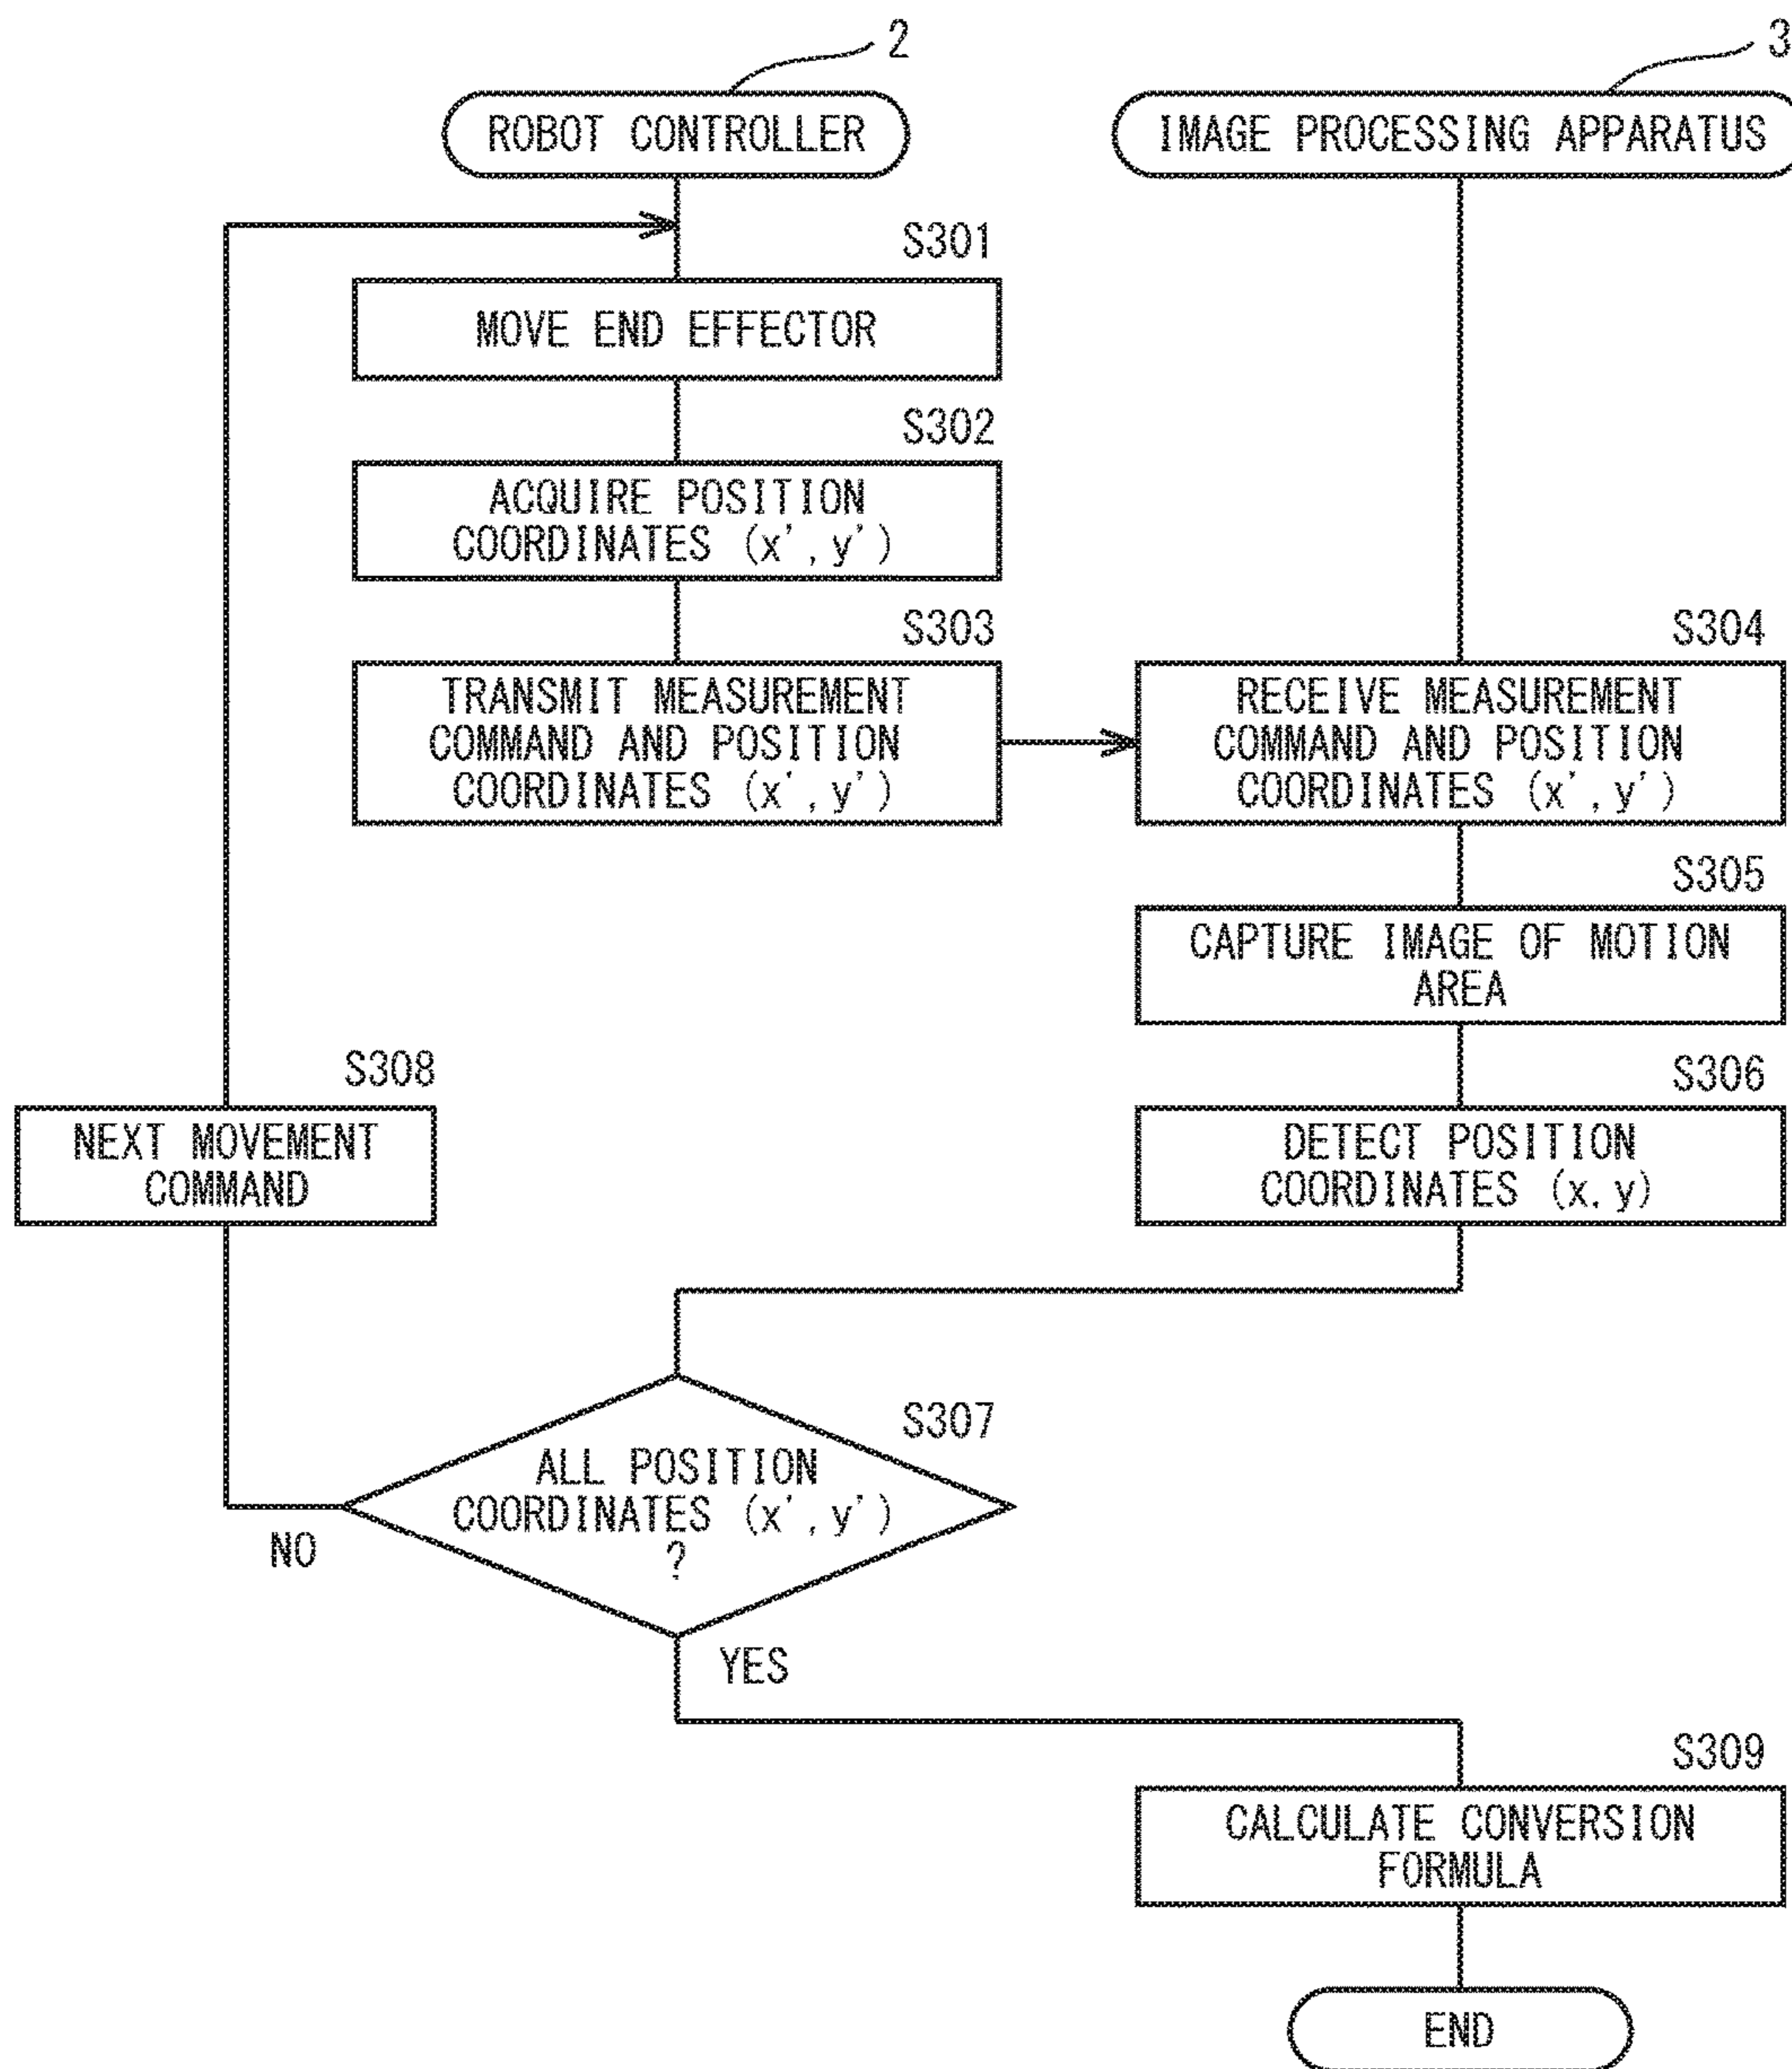 2
3
ROBOT CONTROLLER
IMAGE PROCESSING APPARATUS
S301
MOVE END EFFECTOR
S302
ACQUIRE POSITION
COORDINATES (x', y')
S303
TRANSMIT MEASUREMENT
COMMAND AND POSITION
COORDINATES (x', y')
S304
RECEIVE MEASUREMENT
COMMAND AND POSITION
COORDINATES (x', y')
S305
CAPTURE IMAGE OF MOTION
AREA
S306
DETECT POSITION
COORDINATES (x, y)
S308
NEXT MOVEMENT
COMMAND
S307
ALL POSITION
COORDINATES (x', y')
?
NO
YES
S309
CALCULATE CONVERSION
FORMULA
END